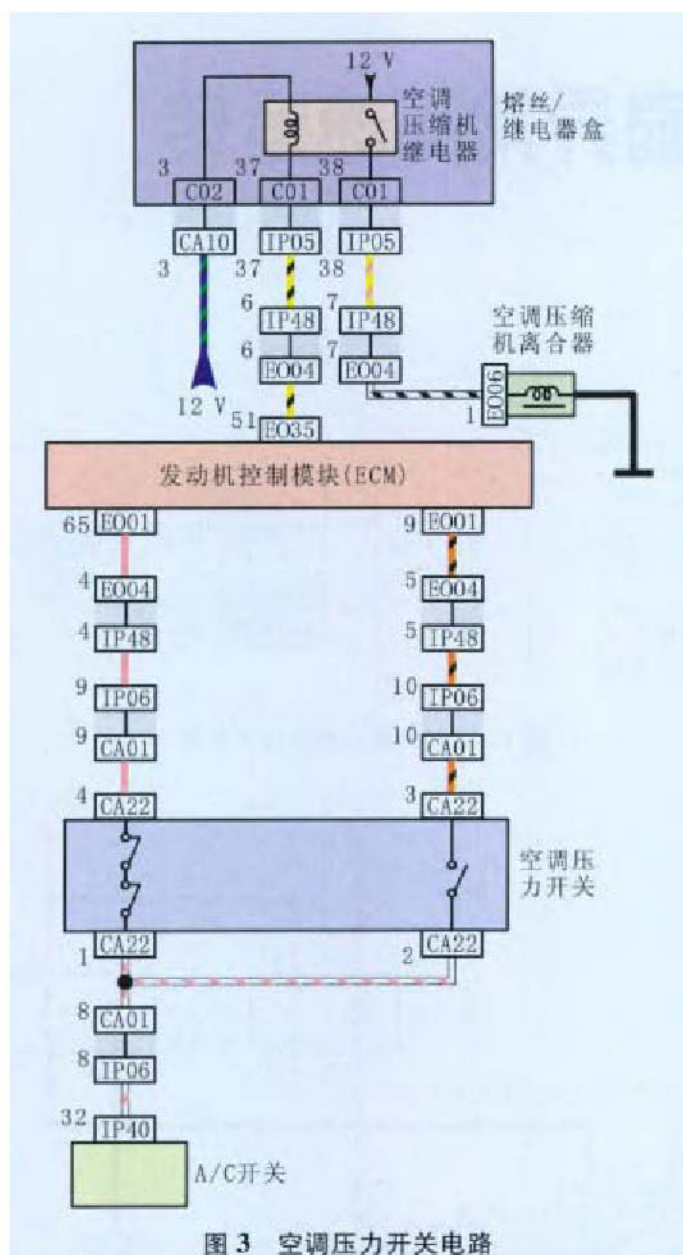 12 V
空调
压缩机
继电器
熔丝/
继电器盒
3 37 38
C02 C01 C01
CA10 IP05 IP05
3 37 38
6 7
IP48 IP48
6 7
EO04 EO04
空调压缩
机离合器
EO06
1
12 V
51
EO35
发动机控制模块(ECM)
65 EO01 9 EO01
4 EO04 5 EO04
4 IP48 5 IP48
9 IP06 10 IP06
9 CA01 10 CA01
4 CA22 3 CA22
空调压
力开关
1 CA22 2 CA22
8 CA01
8 IP06
32 IP40
A/C开关
图 3 空调压力开关电路